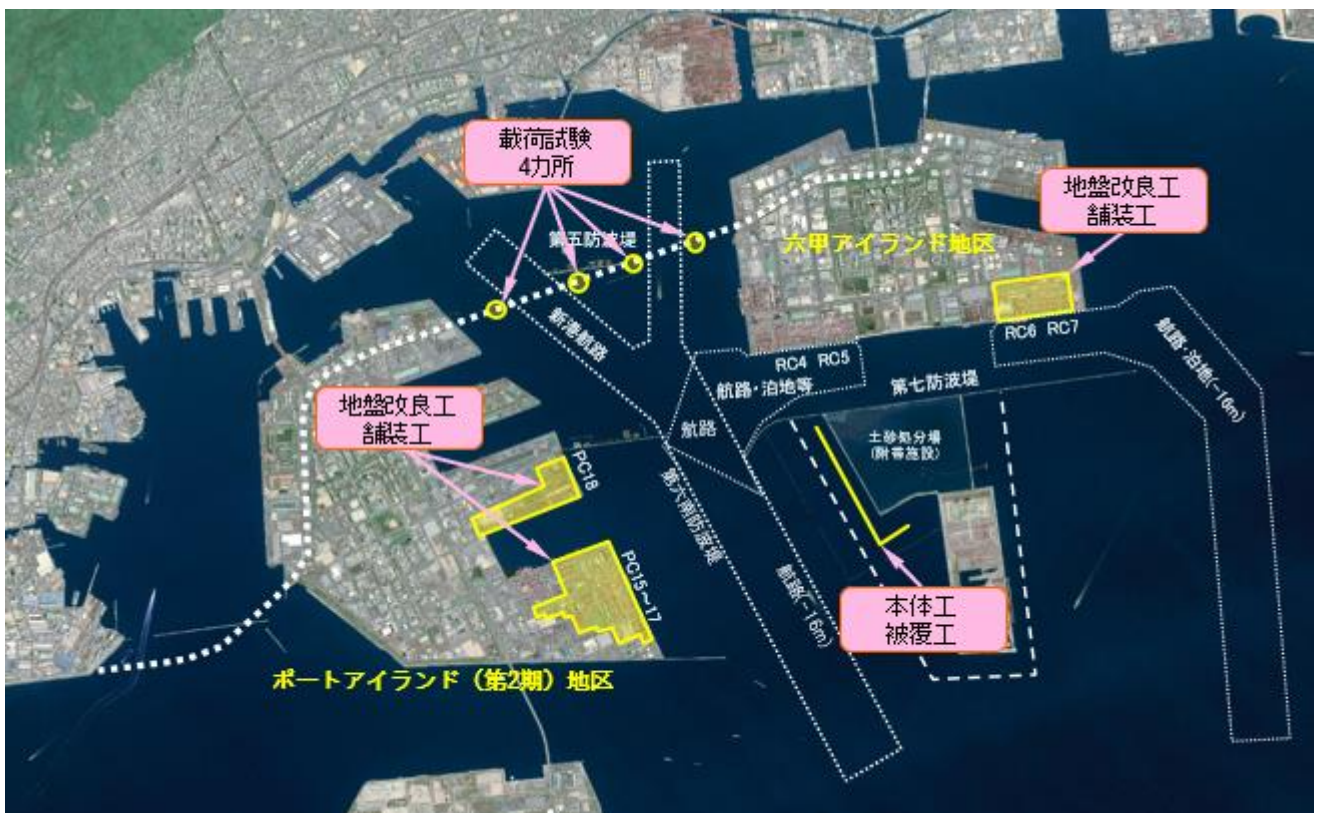 載荷試験
4カ所
地盤改良工
舗装工
第五防波堤
六甲アイランド地区
新港航路
RC6 RC7
航路・泊地(-16m)
RC4 RC5
航路・泊地等
第七防波堤
地盤改良工
舗装工
航路
土砂処分場
(附帯施設)
PC18
第六南防波堤
PC15～17
航路(-16m)
本体工
被覆工
ポートアイランド（第2期）地区